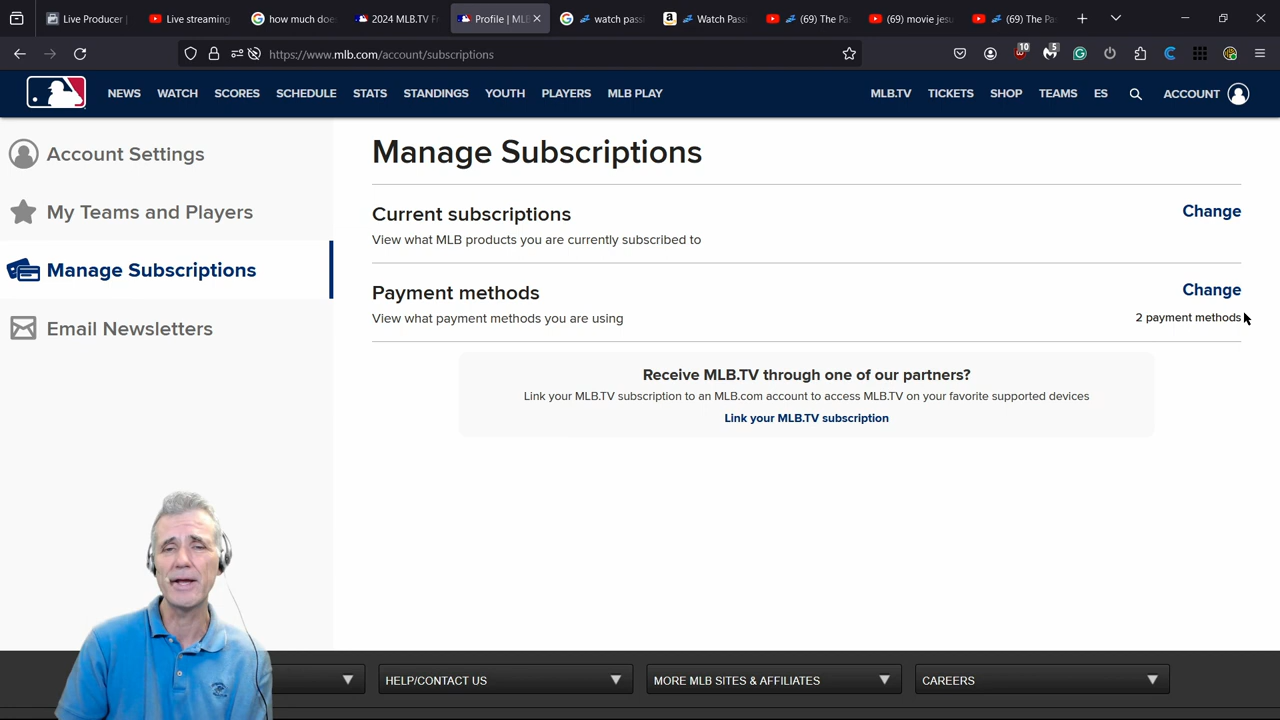 Live Producer |
Live streaming
how much doe
2024 MLB.TV Fr
Profile | ML
watch pass
Watch Pass
(69) The Pa
(69) movie jesu
(69) The Pa
https://www.mlb.com/account/subscriptions
10
5
NEWS
WATCH
SCORES
SCHEDULE
STATS
STANDINGS
YOUTH
PLAYERS
MLB PLAY
MLB.TV
TICKETS
SHOP
TEAMS
ES
ACCOUNT
Account Settings
My Teams and Players
Manage Subscriptions
Email Newsletters
Manage Subscriptions
Current subscriptions
Change
View what MLB products you are currently subscribed to
Payment methods
Change
View what payment methods you are using
2 payment methods
Receive MLB.TV through one of our partners?
Link your MLB.TV subscription to an MLB.com account to access MLB.TV on your favorite supported devices
Link your MLB.TV subscription
HELP/CONTACT US
MORE MLB SITES & AFFILIATES
CAREERS